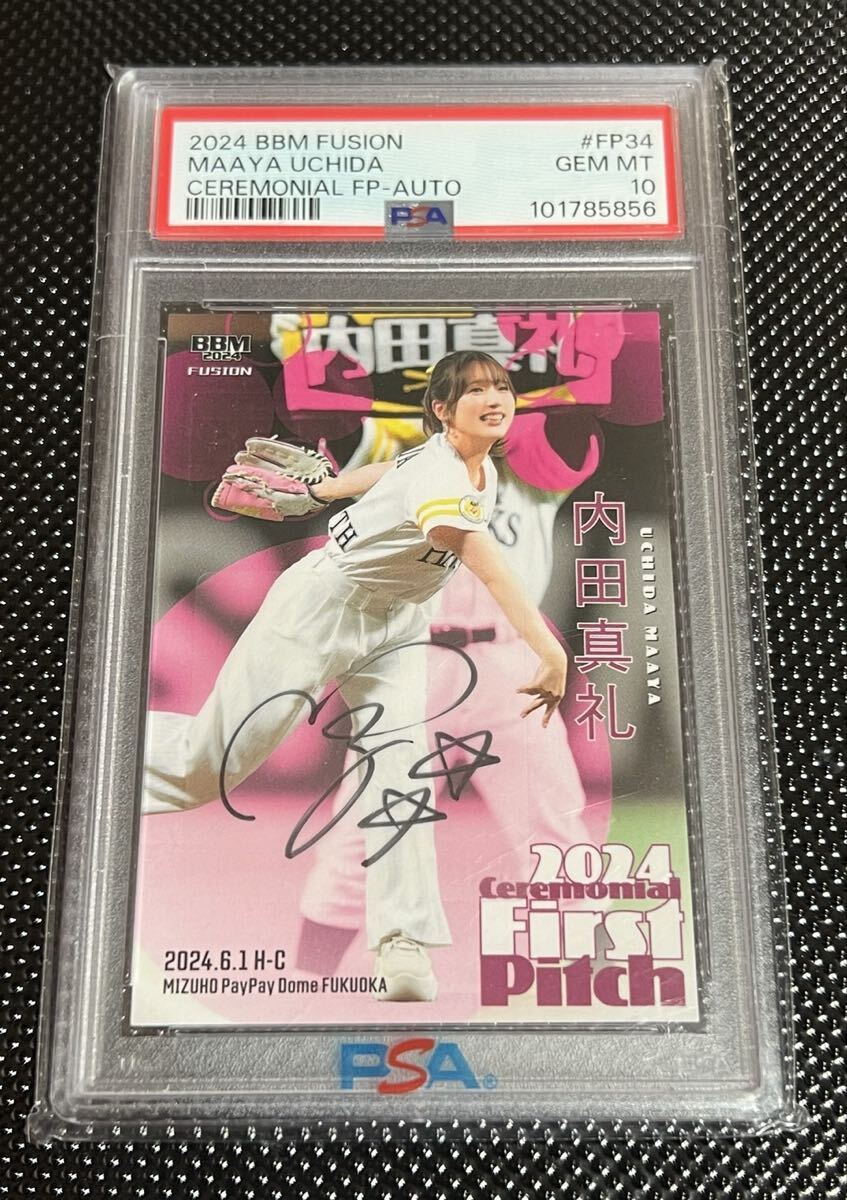 2024 BBM FUSION #FP34
MAAYA UCHIDA GEM MT
CEREMONIAL FP-AUTO 10
PSA 101785856
内田真礼
BBM
2024
FUSION
TH
KS
内田真礼
UCHIDA MAAYA
2024
Ceremonial
First
Pitch
2024.6.1 H-C
MIZUHO PayPay Dome FUKUOKA
PSA®